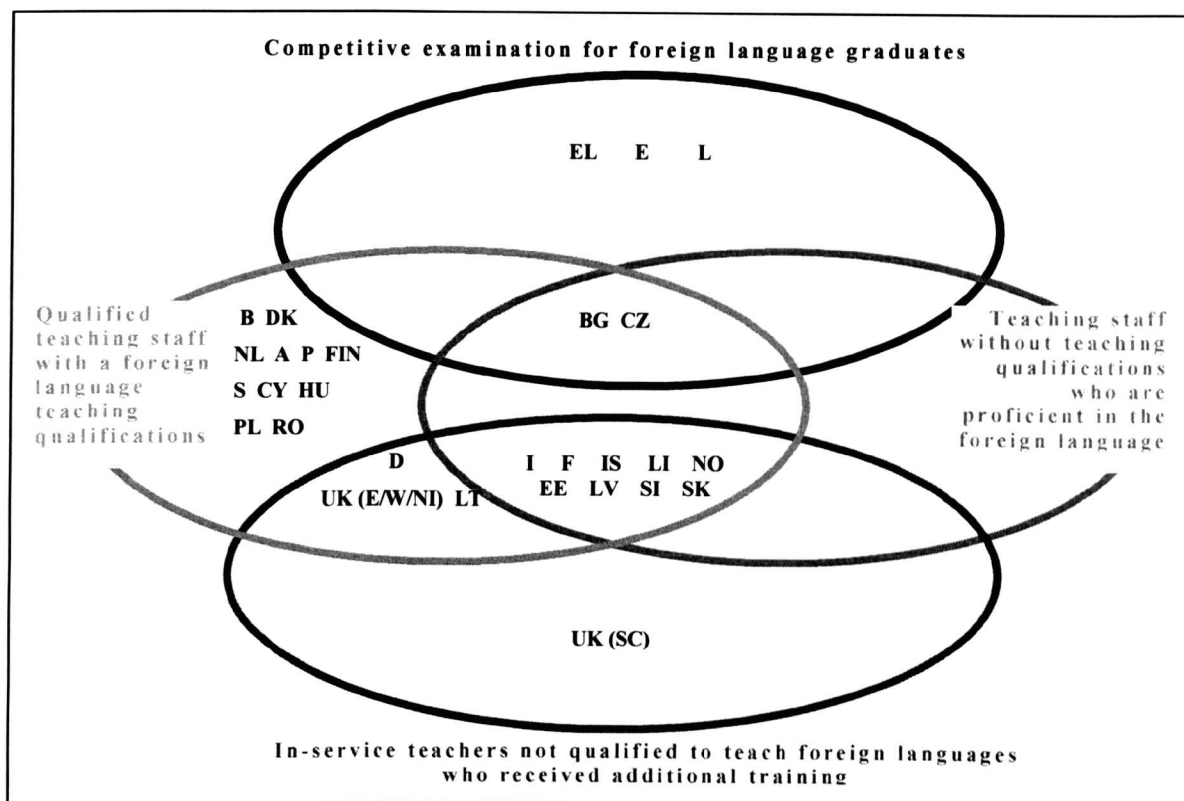 Competitive examination for foreign language graduates
EL E L
Qualified
teaching staff
with a foreign
language
teaching
qualifications
B DK
NL A P FIN
S CY HU
PL RO
BG CZ
Teaching staff
without teaching
qualifications
who are
proficient in the
foreign language
D
UK (E/W/NI) LT
I F IS LI NO
EE LV SI SK
UK (SC)
In-service teachers not qualified to teach foreign languages
who received additional training